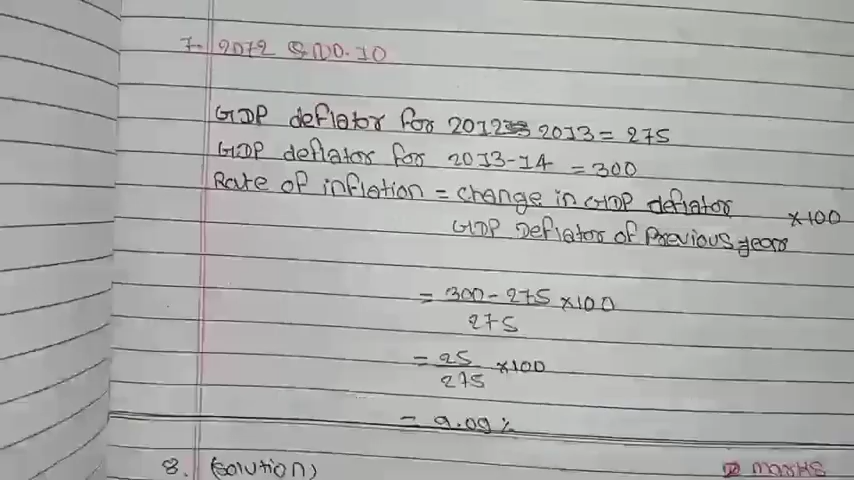 7. 2072 S.NO.10
GDP deflator for 2012 2013 = 275
GDP deflator for 2013-14 = 300
Rate of inflation = change in GDP deflator ×100
GDP Deflator of Previous years
= 300 - 275 ×100
275
= 25 ×100
275
= 9.09 %
8. (solution)
marks